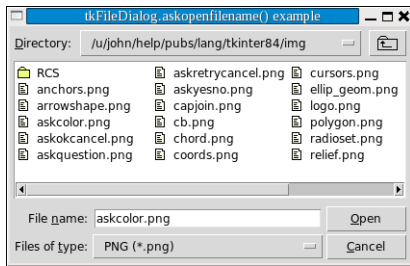 tkFileDialog.askopenfilename() example
Directory: /u/john/help/pubs/lang/tkinter84/img
RCS askretrycancel.png cursors.png
anchors.png askyesno.png ellip_geom.png
arrowshape.png capjoin.png logo.png
askcolor.png cb.png polygon.png
askokcancel.png chord.png radioset.png
askquestion.png coords.png relief.png
File name: askcolor.png Open
Files of type: PNG (*.png) Cancel